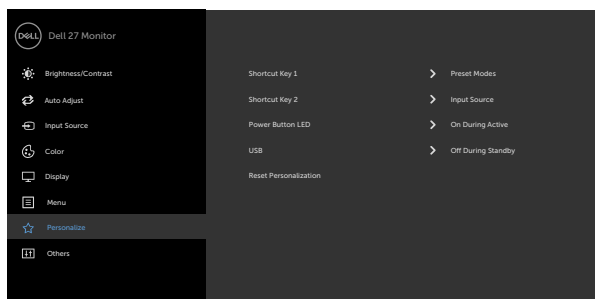 DELL Dell 27 Monitor
Brightness/Contrast Shortcut Key 1 Preset Modes
Auto Adjust Shortcut Key 2 Input Source
Input Source Power Button LED On During Active
Color USB Off During Standby
Display Reset Personalization
Menu
Personalize
Others